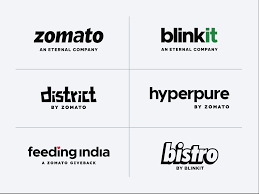 zomato
AN ETERNAL COMPANY
blinkit
AN ETERNAL COMPANY
district
BY ZOMATO
hyperpure
BY ZOMATO
feeding india
A ZOMATO GIVEBACK
bistro
BY BLINKIT